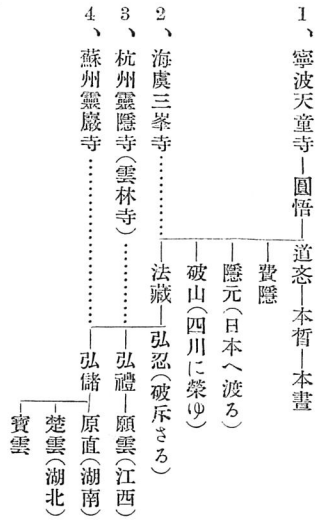 1、寧波天童寺―圓悟―道忞―本晳―本晝
費隱
隱元(日本へ渡る)
破山(四川に榮ゆ)
2、海虞三峯寺………法藏―弘忍(破斥さる)
3、杭州靈隱寺(雲林寺)………弘禮―願雲(江西)
4、蘇州靈巖寺………弘儲―原直(湖南)
楚雲(湖北)
寶雲